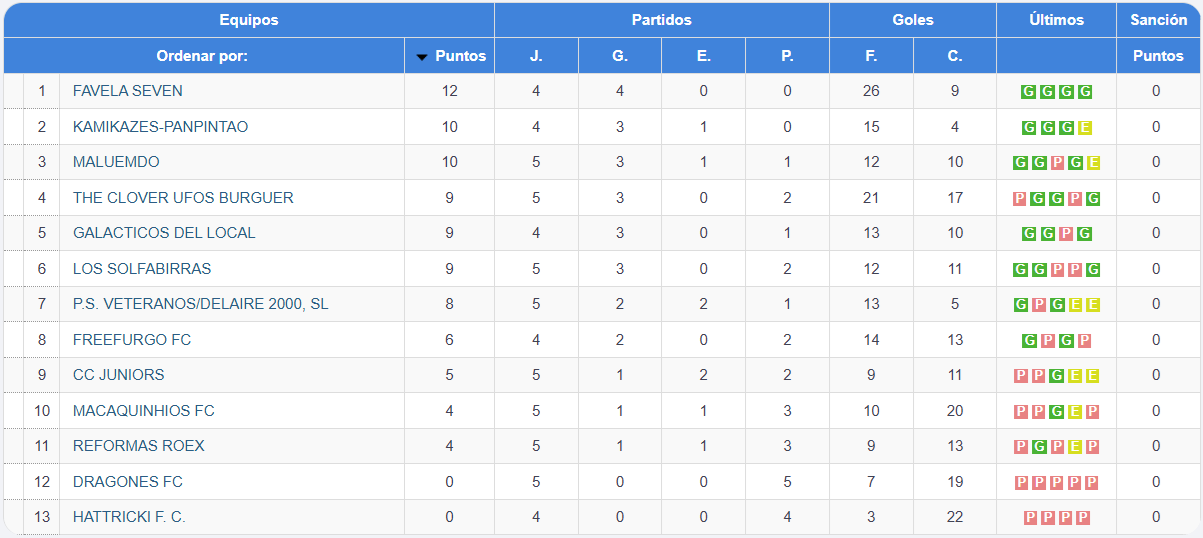 Equipos Partidos Goles Últimos Sanción
Ordenar por: Puntos J. G. E. P. F. C. Puntos
1 FAVELA SEVEN 12 4 4 0 0 26 9 G G G G 0
2 KAMIKAZES-PANPINTAO 10 4 3 1 0 15 4 G G G E 0
3 MALUEMDO 10 5 3 1 1 12 10 G G P G E 0
4 THE CLOVER UFOS BURGUER 9 5 3 0 2 21 17 P G G P G 0
5 GALACTICOS DEL LOCAL 9 4 3 0 1 13 10 G G P G 0
6 LOS SOLFABIRRAS 9 5 3 0 2 12 11 G G P P G 0
7 P.S. VETERANOS/DELAIRE 2000, SL 8 5 2 2 1 13 5 G P G E E 0
8 FREEFURGO FC 6 4 2 0 2 14 13 G P G P 0
9 CC JUNIORS 5 5 1 2 2 9 11 P P G E E 0
10 MACAQUINHIOS FC 4 5 1 1 3 10 20 P P G E P 0
11 REFORMAS ROEX 4 5 1 1 3 9 13 P G P E P 0
12 DRAGONES FC 0 5 0 0 5 7 19 P P P P P 0
13 HATTRICKI F. C. 0 4 0 0 4 3 22 P P P P 0